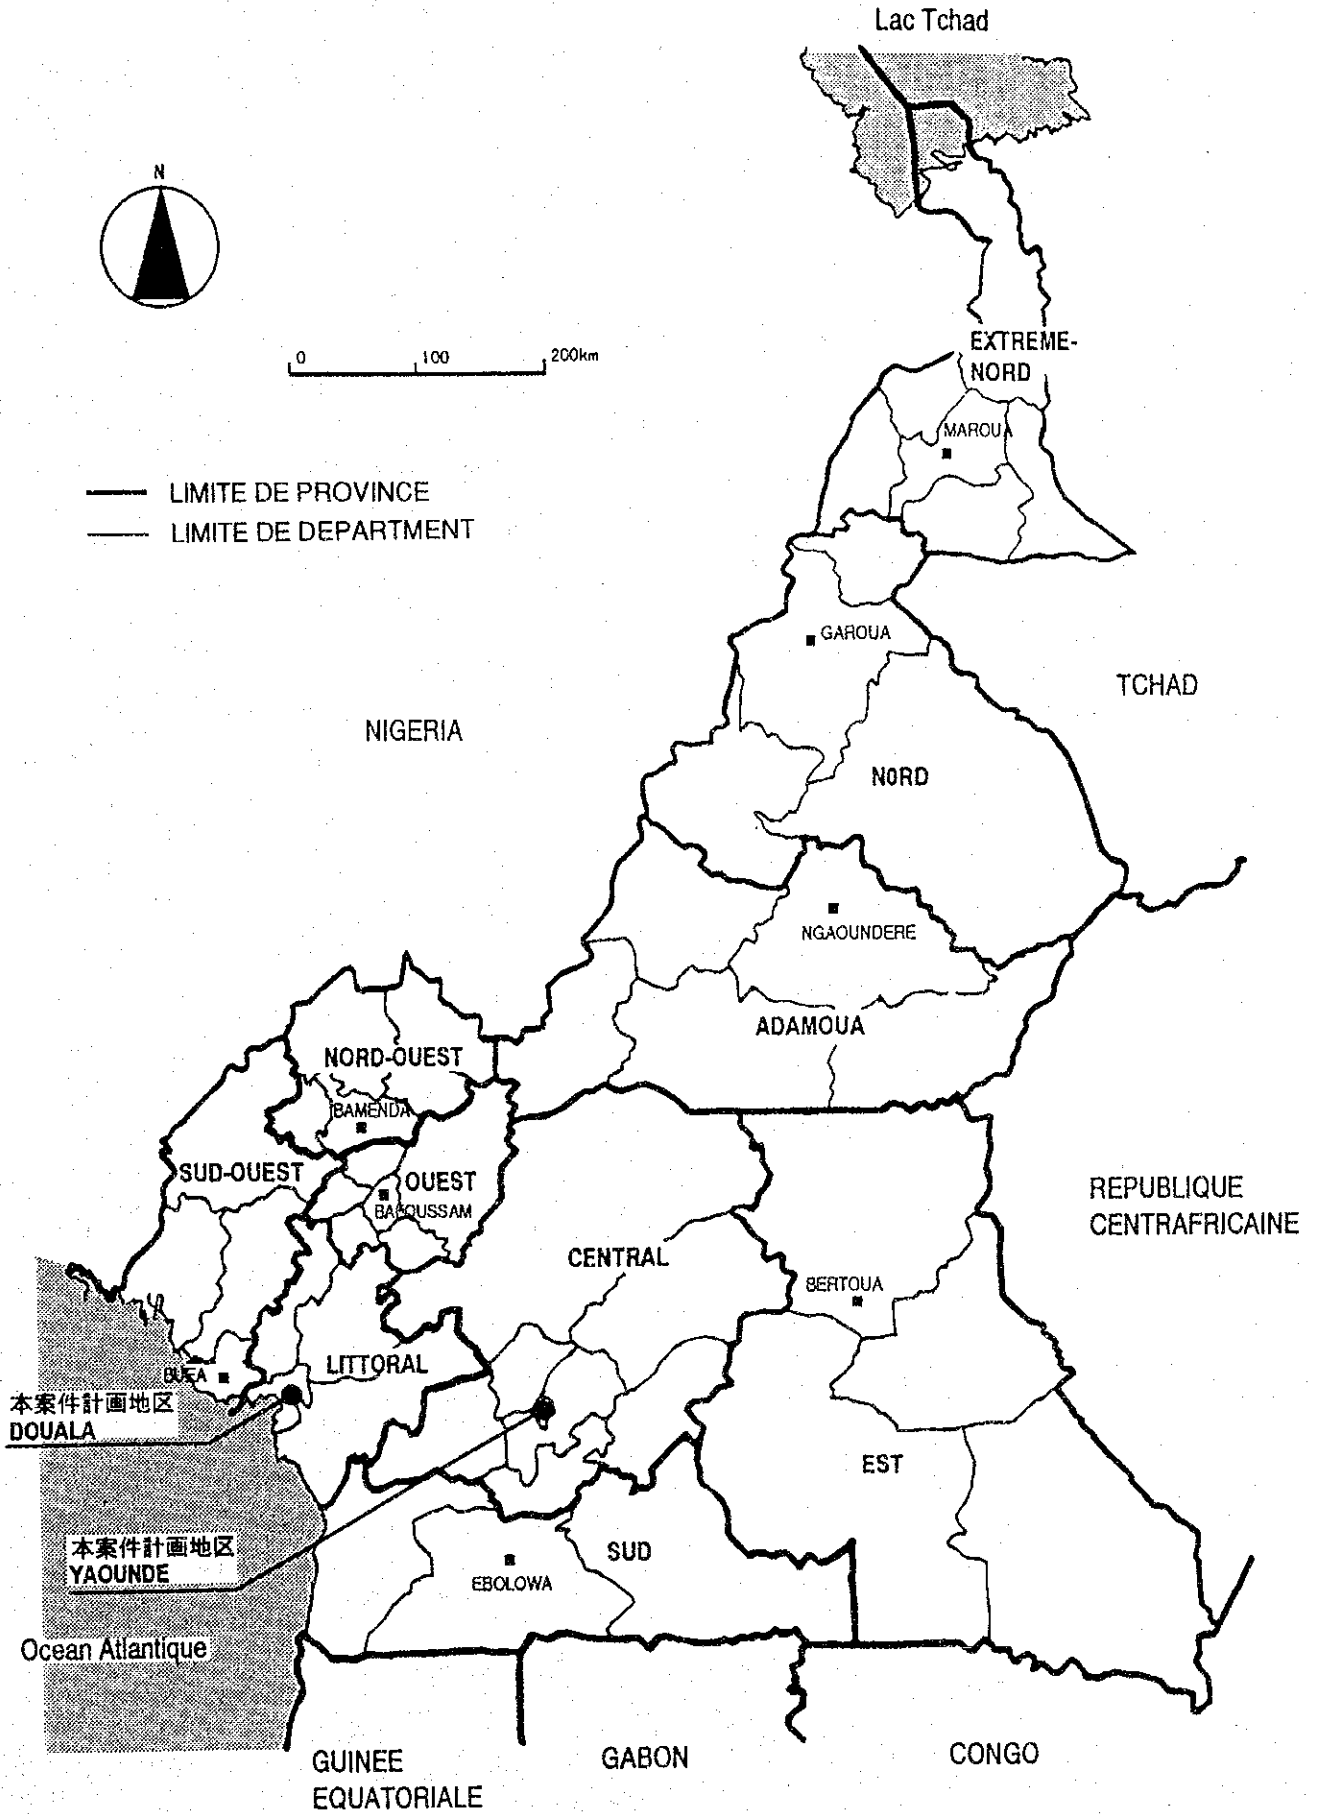 Lac Tchad
N
0 100 200km
EXTREME-
NORD
MAROUA
LIMITE DE PROVINCE
LIMITE DE DEPARTMENT
GAROUA
TCHAD
NIGERIA
NORD
NGAOUNDERE
ADAMOUA
NORD-OUEST
BAMENDA
SUD-OUEST
OUEST
BAFOUSSAM
REPUBLIQUE
CENTRAFRICAINE
CENTRAL
BERTOUA
LITTORAL
BUEA
本案件計画地区
DOUALA
EST
本案件計画地区
YAOUNDE
SUD
EBOLOWA
Ocean Atlantique
GUINEE
EQUATORIALE
GABON
CONGO